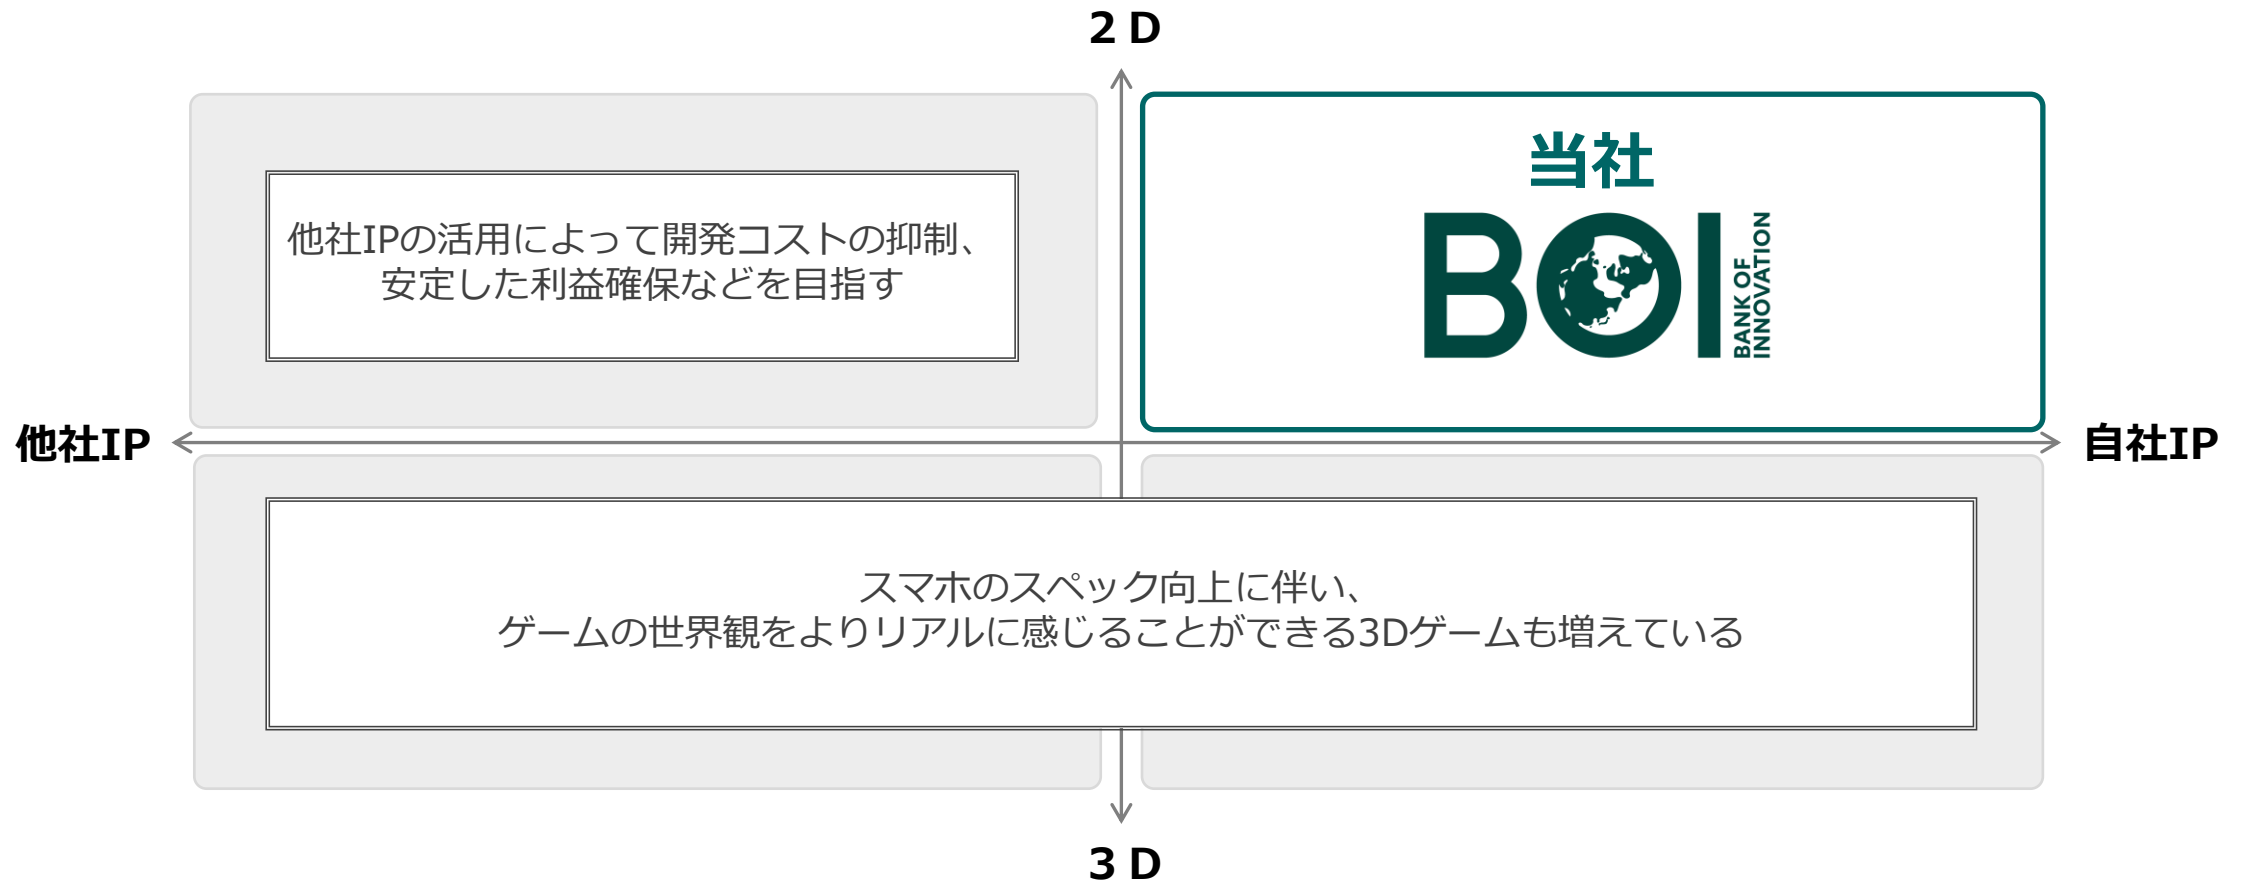 ２Ｄ
当社
BOI
BANK OF
INNOVATION
他社IPの活用によって開発コストの抑制、
安定した利益確保などを目指す
他社IP
自社IP
スマホのスペック向上に伴い、
ゲームの世界観をよりリアルに感じることができる3Dゲームも増えている
３Ｄ